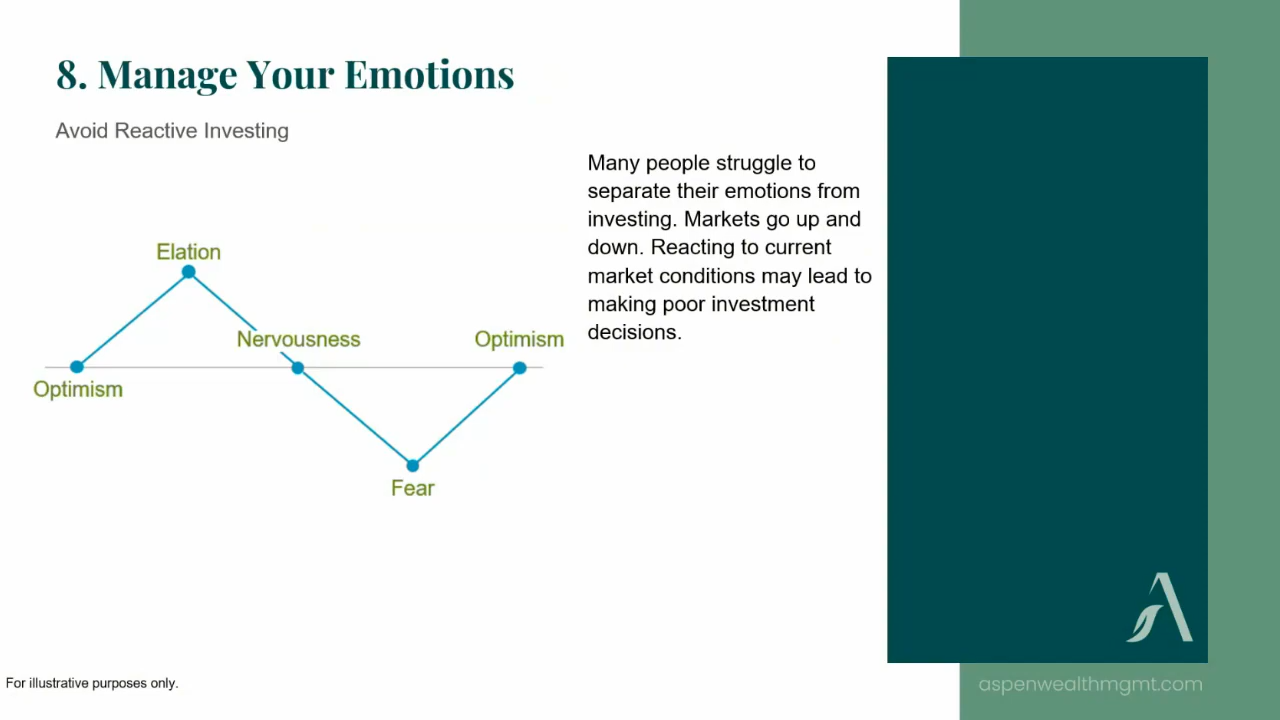 8. Manage Your Emotions
Avoid Reactive Investing
Many people struggle to
separate their emotions from
investing. Markets go up and
down. Reacting to current
market conditions may lead to
making poor investment
decisions.
Elation
Nervousness
Optimism
Optimism
Fear
For illustrative purposes only.
aspenwealthmgmt.com